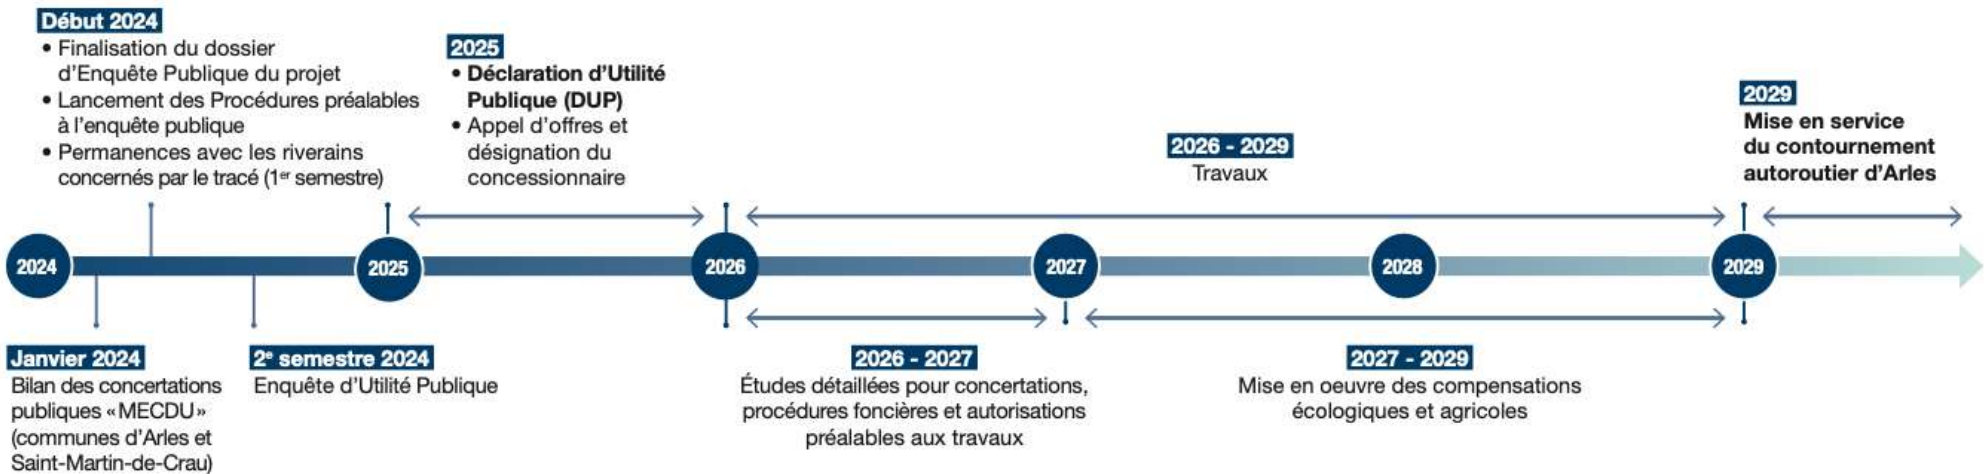 Début 2024
• Finalisation du dossier
d'Enquête Publique du projet
• Lancement des Procédures préalables
à l'enquête publique
• Permanences avec les riverains
concernés par le tracé (1er semestre)
2025
• Déclaration d'Utilité
Publique (DUP)
• Appel d'offres et
désignation du
concessionnaire
2026 - 2029
Travaux
2029
Mise en service
du contournement
autoroutier d'Arles
2024
2025
2026
2027
2028
2029
Janvier 2024
Bilan des concertations
publiques «MECDU»
(communes d'Arles et
Saint-Martin-de-Crau)
2e semestre 2024
Enquête d'Utilité Publique
2026 - 2027
Études détaillées pour concertations,
procédures foncières et autorisations
préalables aux travaux
2027 - 2029
Mise en oeuvre des compensations
écologiques et agricoles